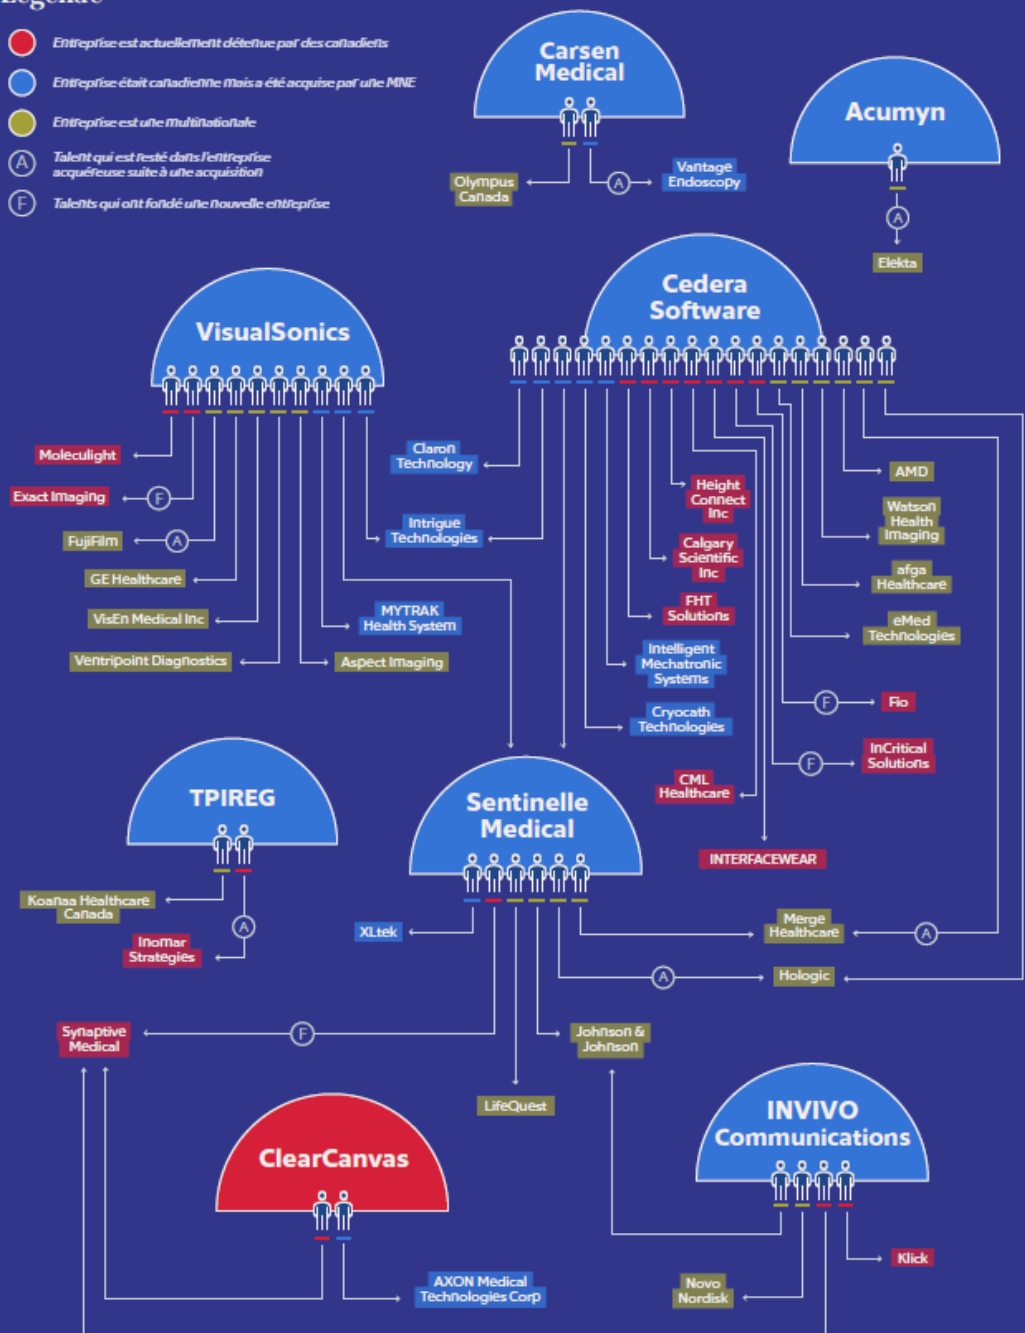 Légende
Entreprise est actuellement détenue par des canadiens
Entreprise était canadienne mais a été acquise par une MNE
Entreprise est une multinationale
A
Talent qui est resté dans l'entreprise
acquéreuse suite à une acquisition
F
Talents qui ont fondé une nouvelle entreprise
Carsen
Medical
Olympus
Canada
A
Vantage
Endoscopy
Acumyn
A
Elekta
VisualSonics
Moleculight
Exact Imaging
F
FujiFilm
A
GE Healthcare
VisEn Medical Inc
Ventripoint Diagnostics
Aspect Imaging
MYTRAK
Health System
Intrigue
Technologies
Claron
Technology
Cedera
Software
Height
Connect
Inc
Calgary
Scientific
Inc
FHT
Solutions
Intelligent
Mechatronic
Systems
Cryocath
Technologies
CML
Healthcare
INTERFACEWEAR
AMD
Watson
Health
Imaging
afga
Healthcare
eMed
Technologies
F
Fio
F
InCritical
Solutions
TPIREG
Koanaa Healthcare
Canada
A
Inomar
Strategies
Sentinelle
Medical
XLtek
Merge
Healthcare
A
A
Hologic
Synaptive
Medical
F
Johnson &
Johnson
LifeQuest
ClearCanvas
AXON Medical
Technologies Corp
INVIVO
Communications
Klick
Novo
Nordisk